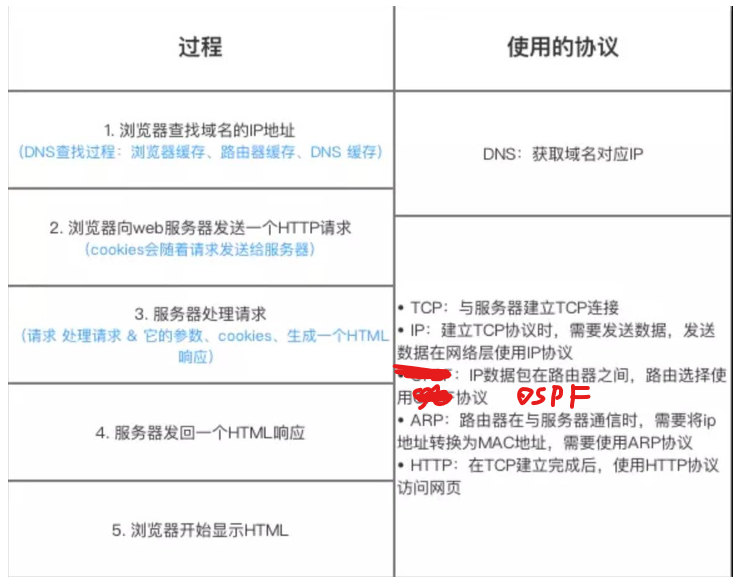 过程
使用的协议
1. 浏览器查找域名的IP地址
(DNS查找过程：浏览器缓存、路由器缓存、DNS 缓存)
DNS：获取域名对应IP
2. 浏览器向web服务器发送一个HTTP请求
(cookies会随着请求发送给服务器)
3. 服务器处理请求
(请求 处理请求 & 它的参数、cookies、生成一个HTML
响应)
4. 服务器发回一个HTML响应
5. 浏览器开始显示HTML
• TCP：与服务器建立TCP连接
• IP：建立TCP协议时，需要发送数据，发送
数据在网络层使用IP协议
：IP数据包在路由器之间，路由选择使
用 协议 OSPF
• ARP：路由器在与服务器通信时，需要将ip
地址转换为MAC地址，需要使用ARP协议
• HTTP：在TCP建立完成后，使用HTTP协议
访问网页